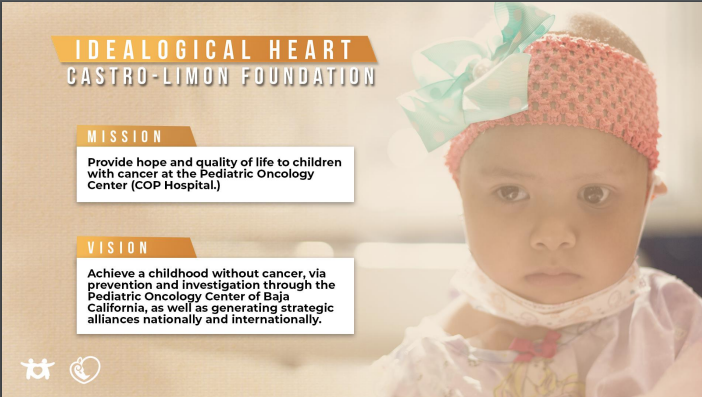 IDEALOGICAL HEART
CASTRO-LIMON FOUNDATION
MISSION
Provide hope and quality of life to children
with cancer at the Pediatric Oncology
Center (COP Hospital.)
VISION
Achieve a childhood without cancer, via
prevention and investigation through the
Pediatric Oncology Center of Baja
California, as well as generating strategic
alliances nationally and internationally.